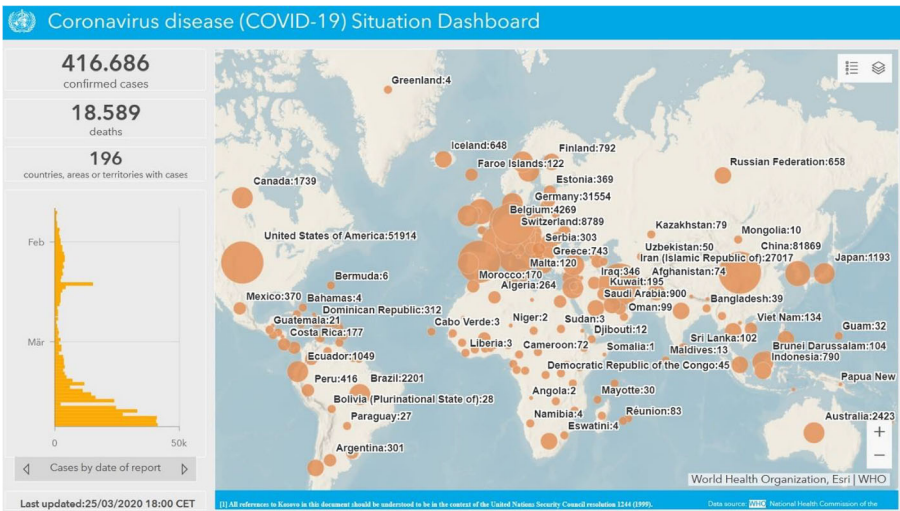 Coronavirus disease (COVID-19) Situation Dashboard
416.686
confirmed cases
18.589
deaths
196
countries, areas or territories with cases
Feb
Mär
0
50k
Cases by date of report
Last updated:25/03/2020 18:00 CET
Greenland:4
Iceland:648
Finland:792
Faroe Islands:122
Russian Federation:658
Canada:1739
Estonia:369
Germany:31554
Belgium:4269
Switzerland:8789
Kazakhstan:79
Mongolia:10
United States of America:51914
Serbia:303
Uzbekistan:50
China:81869
Greece:743
Iran (Islamic Republic of):27017
Japan:1193
Malta:120
Bermuda:6
Morocco:170
Iraq:346
Afghanistan:74
Algeria:264
Kuwait:195
Mexico:370
Bahamas:4
Saudi Arabia:900
Bangladesh:39
Dominican Republic:312
Oman:99
Guatemala:21
Cabo Verde:3
Niger:2
Sudan:3
Viet Nam:134
Guam:32
Costa Rica:177
Djibouti:12
Liberia:3
Cameroon:72
Somalia:1
Sri Lanka:102
Maldives:13
Brunei Darussalam:104
Ecuador:1049
Indonesia:790
Democratic Republic of the Congo:45
Peru:416
Brazil:2201
Papua New
Angola:2
Mayotte:30
Bolivia (Plurinational State of):28
Paraguay:27
Namibia:4
Réunion:83
Eswatini:4
Australia:2423
Argentina:301
+
−
World Health Organization, Esri | WHO
[1] All references to Kosovo in this document should be understood to be in the context of the United Nations Security Council resolution 1244 (1999).
Data source: WHO, National Health Commission of the